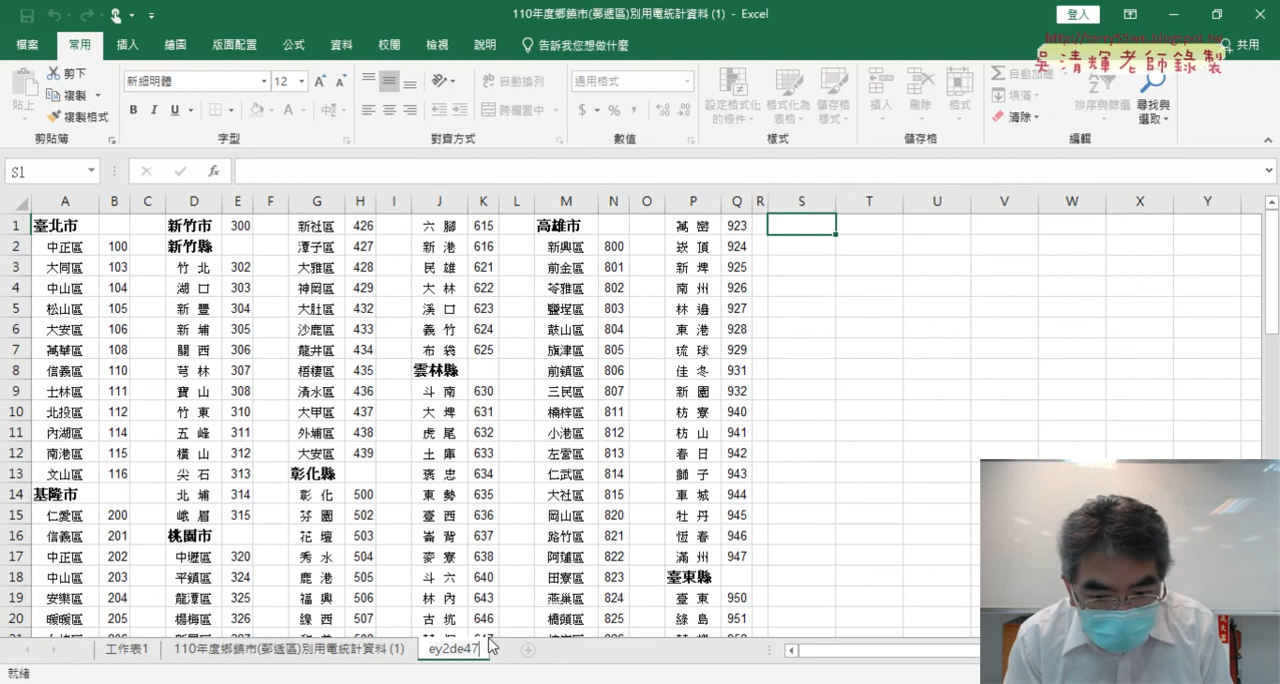 110年度鄉鎮市(郵遞區)別用電統計資料 (1) - Excel
登入
http://terry55wu.blogspot.tw
吳清輝老師錄製
檔案 常用 插入 繪圖 版面配置 公式 資料 校閱 檢視 說明 告訴我您想做什麼 共用
貼上 剪下 複製 複製格式
新細明體 12
B I U A
自動換列 跨欄置中
通用格式
$ % ,
設定格式化的條件 格式化為表格 儲存格樣式
插入 刪除 格式
自動加總 填滿 清除
排序與篩選 尋找與選取
剪貼簿 字型 對齊方式 數值 樣式 儲存格 編輯
S1 fx
A B C D E F G H I J K L M N O P Q R S T U V W X Y
1 臺北市 新竹市 300 新社區 426 六 腳 615 高雄市 萬 巒 923
2 中正區 100 新竹縣 潭子區 427 新 港 616 新興區 800 崁 頂 924
3 大同區 103 竹 北 302 大雅區 428 民 雄 621 前金區 801 新 埤 925
4 中山區 104 湖 口 303 神岡區 429 大 林 622 苓雅區 802 南 州 926
5 松山區 105 新 豐 304 大肚區 432 溪 口 623 鹽埕區 803 林 邊 927
6 大安區 106 新 埔 305 沙鹿區 433 義 竹 624 鼓山區 804 東 港 928
7 萬華區 108 關 西 306 龍井區 434 布 袋 625 旗津區 805 琉 球 929
8 信義區 110 芎 林 307 梧棲區 435 雲林縣 前鎮區 806 佳 冬 931
9 士林區 111 寶 山 308 清水區 436 斗 南 630 三民區 807 新 園 932
10 北投區 112 竹 東 310 大甲區 437 大 埤 631 楠梓區 811 枋 寮 940
11 內湖區 114 五 峰 311 外埔區 438 虎 尾 632 小港區 812 枋 山 941
12 南港區 115 橫 山 312 大安區 439 土 庫 633 左營區 813 春 日 942
13 文山區 116 尖 石 313 彰化縣 褒 忠 634 仁武區 814 獅 子 943
14 基隆市 北 埔 314 彰 化 500 東 勢 635 大社區 815 車 城 944
15 仁愛區 200 峨 眉 315 芬 園 502 臺 西 636 岡山區 820 牡 丹 945
16 信義區 201 桃園市 花 壇 503 崙 背 637 路竹區 821 恆 春 946
17 中正區 202 中壢區 320 秀 水 504 麥 寮 638 阿蓮區 822 滿 州 947
18 中山區 203 平鎮區 324 鹿 港 505 斗 六 640 田寮區 823 臺東縣
19 安樂區 204 龍潭區 325 福 興 506 林 內 643 燕巢區 824 臺 東 950
20 暖暖區 205 楊梅區 326 線 西 507 古 坑 646 橋頭區 825 綠 島 951
工作表1 110年度鄉鎮市(郵遞區)別用電統計資料 (1) ey2de47
就緒